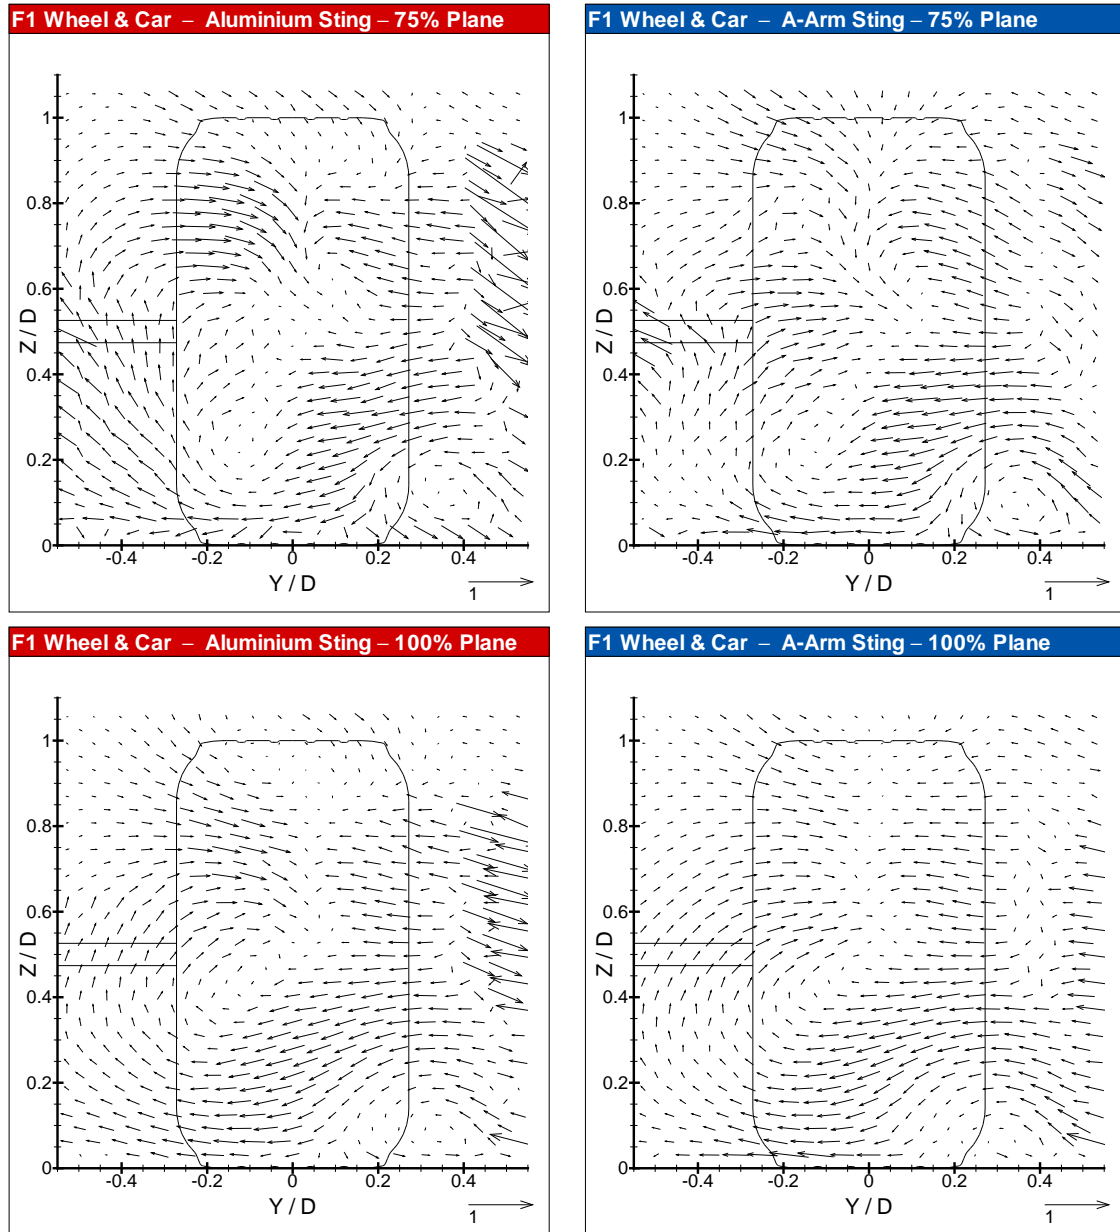 F1 Wheel & Car – Aluminium Sting – 75% Plane
1
0.8
0.6
0.4
0.2
0
Z / D
-0.4 -0.2 0 0.2 0.4
Y / D
1
F1 Wheel & Car – A-Arm Sting – 75% Plane
1
0.8
0.6
0.4
0.2
0
Z / D
-0.4 -0.2 0 0.2 0.4
Y / D
1
F1 Wheel & Car – Aluminium Sting – 100% Plane
1
0.8
0.6
0.4
0.2
0
Z / D
-0.4 -0.2 0 0.2 0.4
Y / D
1
F1 Wheel & Car – A-Arm Sting – 100% Plane
1
0.8
0.6
0.4
0.2
0
Z / D
-0.4 -0.2 0 0.2 0.4
Y / D
1